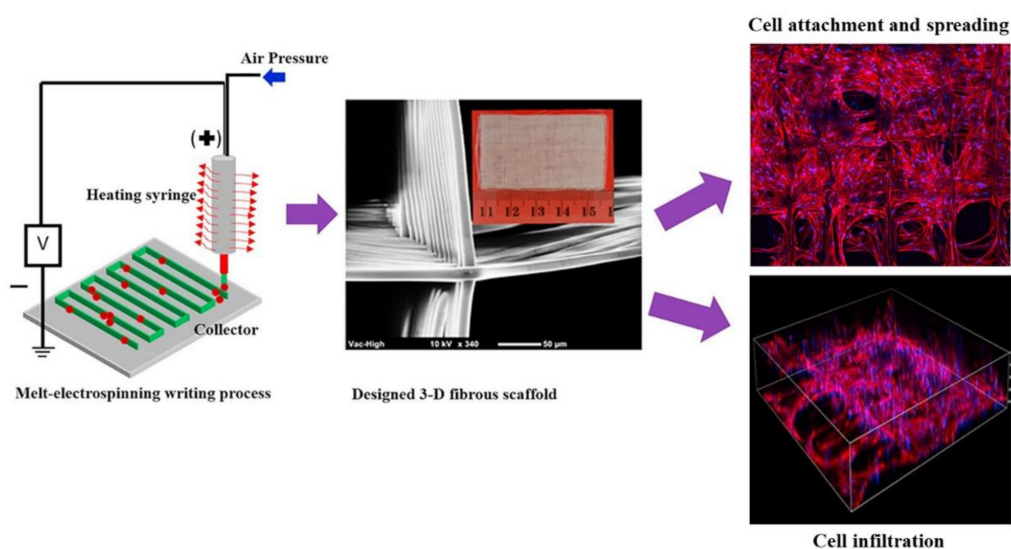 Cell attachment and spreading
Air Pressure
(+)
Heating syringe
V
Collector
Melt-electrospinning writing process
11 12 13 14 15 1
Vac-High 10 kV x 340 50 µm
Designed 3-D fibrous scaffold
Cell infiltration